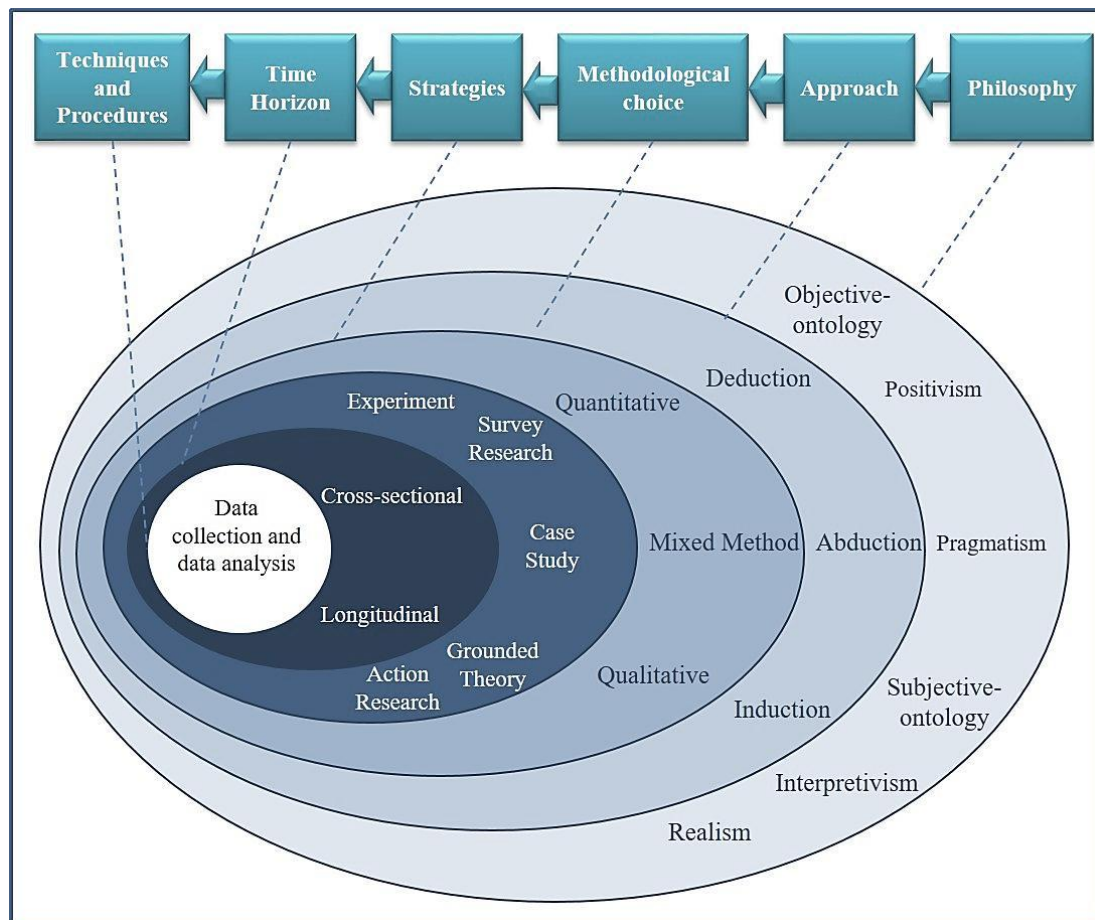 Techniques
and
Procedures
Time
Horizon
Strategies
Methodological
choice
Approach
Philosophy
Objective-
ontology
Positivism
Pragmatism
Subjective-
ontology
Interpretivism
Realism
Deduction
Abduction
Induction
Quantitative
Mixed Method
Qualitative
Experiment
Survey
Research
Case
Study
Grounded
Theory
Action
Research
Cross-sectional
Longitudinal
Data
collection and
data analysis